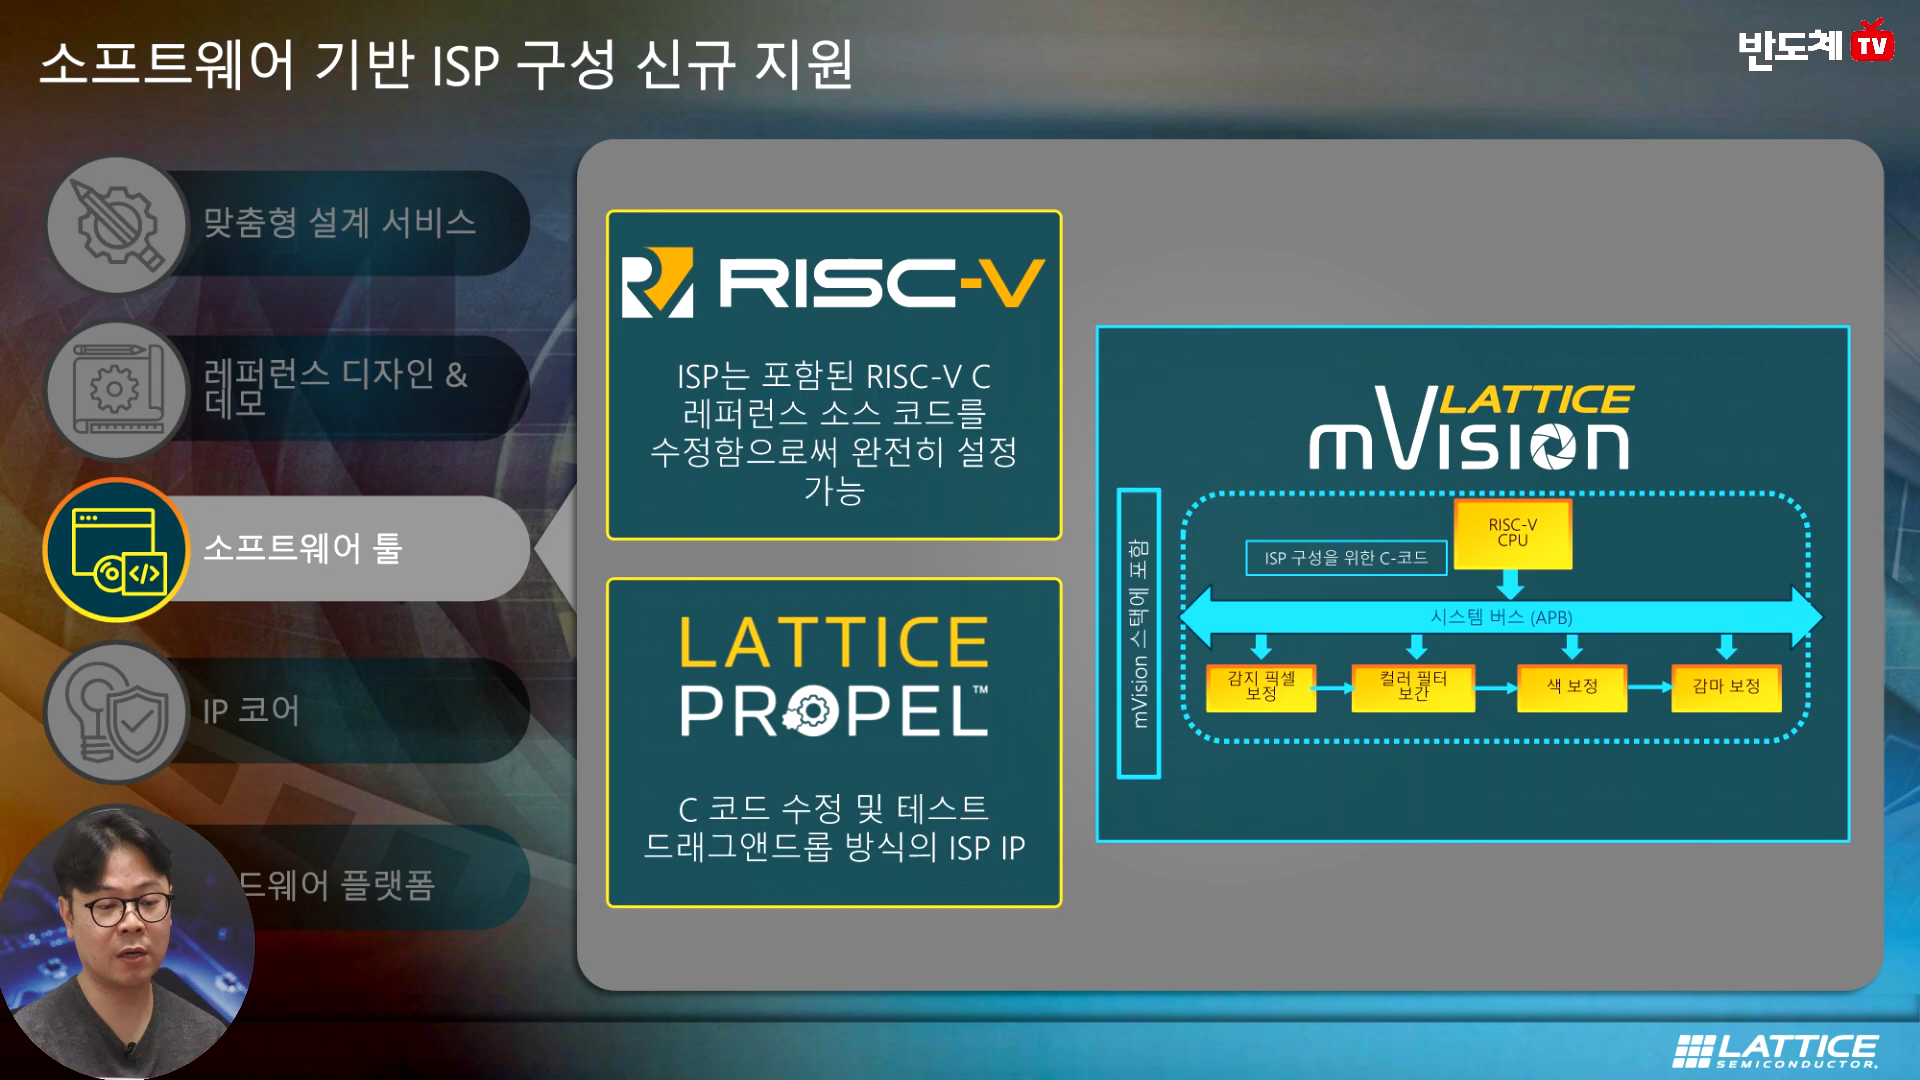 소프트웨어 기반 ISP 구성 신규 지원
반도체 TV
맞춤형 설계 서비스
레퍼런스 디자인 &
데모
소프트웨어 툴
IP 코어
드웨어 플랫폼
RISC-V
ISP는 포함된 RISC-V C
레퍼런스 소스 코드를
수정함으로써 완전히 설정
가능
LATTICE
PROPEL™
C 코드 수정 및 테스트
드래그앤드롭 방식의 ISP IP
LATTICE
mVision
mVision 스택에 포함
RISC-V
CPU
ISP 구성을 위한 C-코드
시스템 버스 (APB)
감지 픽셀
보정
컬러 필터
보간
색 보정
감마 보정
LATTICE
SEMICONDUCTOR.